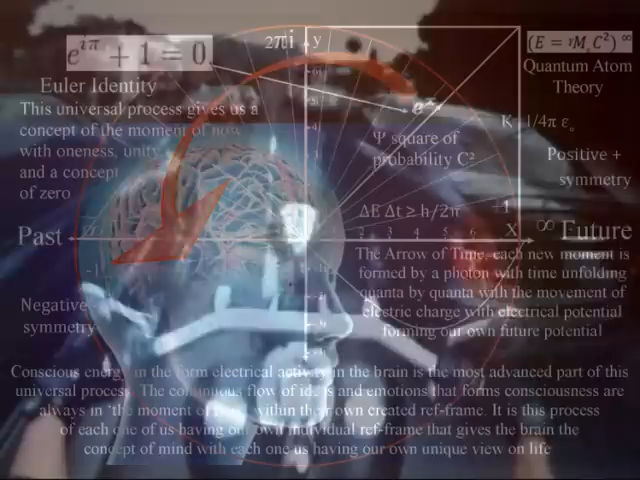 e^{iπ} + 1 = 0
2πi y
(E = ɤM˳C²)^∞
Euler Identity
Quantum Atom
Theory
This universal process gives us a
concept of the moment of now
with oneness, unity
and a concept
of zero
K 1/4π ε˳
Ψ square of
probability C²
Positive +
symmetry
ΔE Δt ≥ h/2π
+1
Past
X
∞ Future
The Arrow of Time, each new moment is
formed by a photon with time unfolding
quanta by quanta with the movement of
electric charge with electrical potential
forming our own future potential
Negative -
symmetry
Conscious energy in the form electrical activity in the brain is the most advanced part of this
universal process. The continuous flow of ideas and emotions that forms consciousness are
always in 'the moment of within their own created ref-frame. It is this process
of each one of us having our own individual ref-frame that gives the brain the
concept of mind with each one us having our own unique view on life